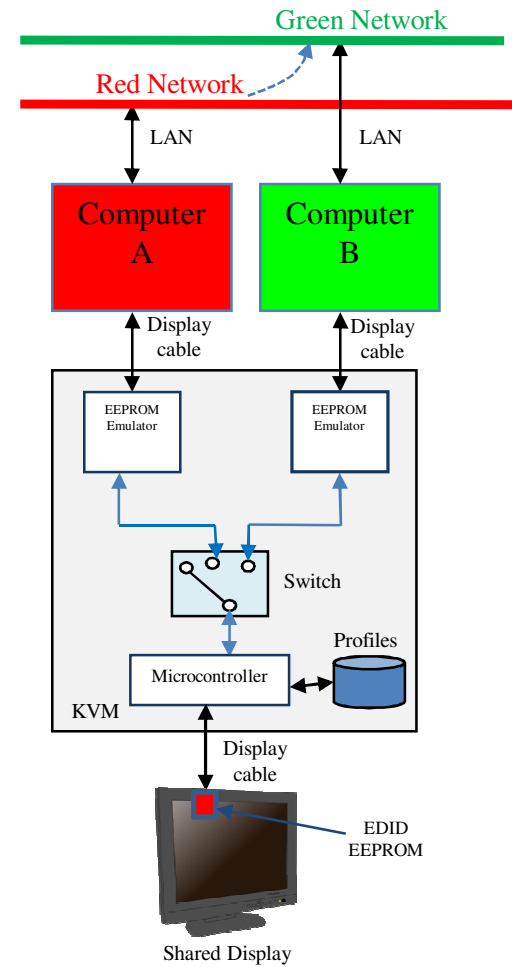 Green Network
Red Network
LAN
LAN
Computer
A
Computer
B
Display
cable
Display
cable
EEPROM
Emulator
EEPROM
Emulator
Switch
Profiles
Microcontroller
KVM
Display
cable
EDID
EEPROM
Shared Display